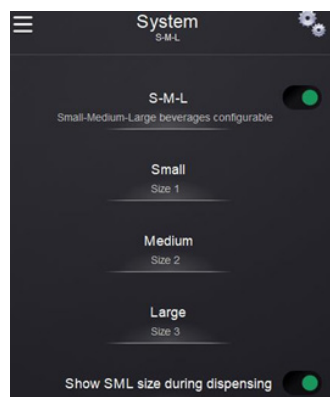 System
S-M-L
S-M-L
Small-Medium-Large beverages configurable
Small
Size 1
Medium
Size 2
Large
Size 3
Show SML size during dispensing